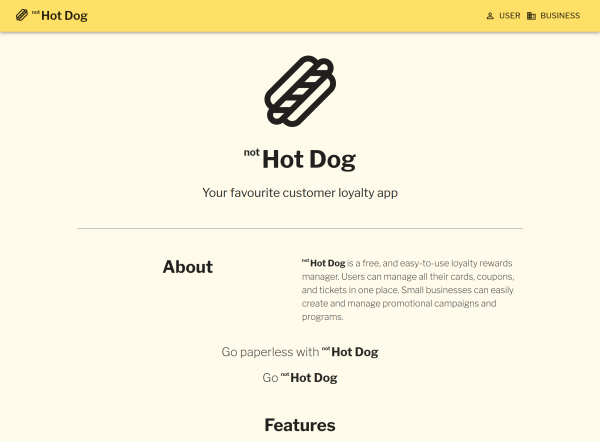 not Hot Dog
USER
BUSINESS
not Hot Dog
Your favourite customer loyalty app
About
not Hot Dog is a free, and easy-to-use loyalty rewards
manager. Users can manage all their cards, coupons,
and tickets in one place. Small businesses can easily
create and manage promotional campaigns and
programs.
Go paperless with not Hot Dog
Go not Hot Dog
Features